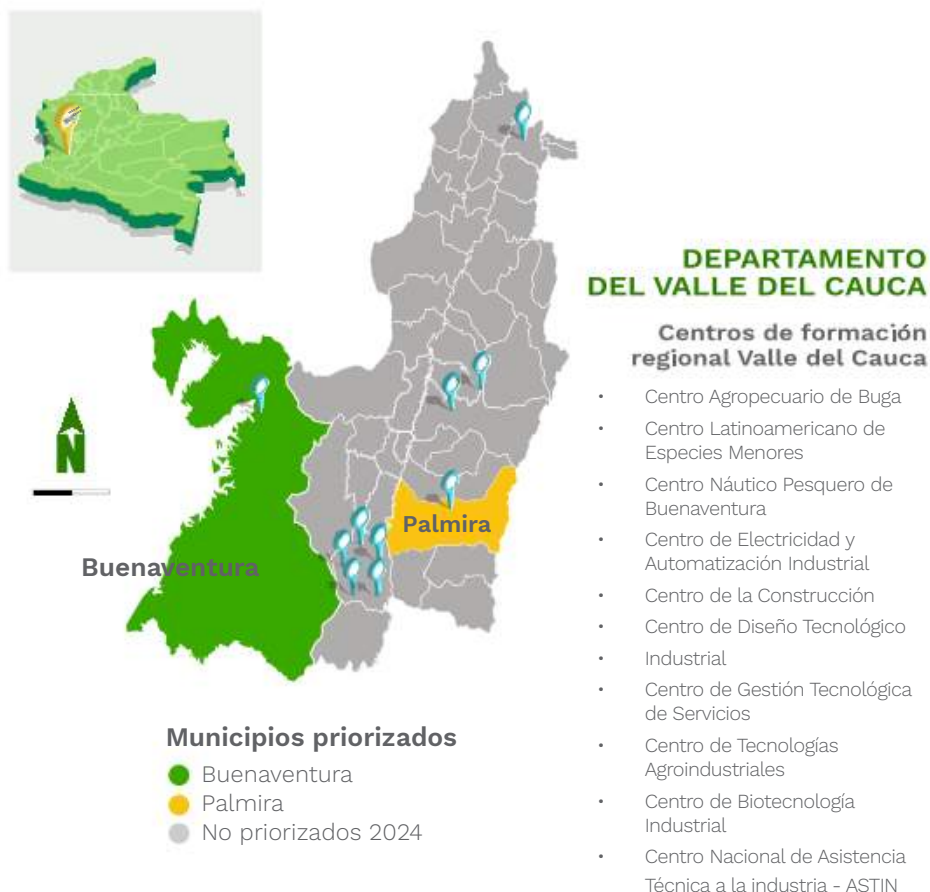 DEPARTAMENTO
DEL VALLE DEL CAUCA
Centros de formación
regional Valle del Cauca
• Centro Agropecuario de Buga
• Centro Latinoamericano de
Especies Menores
• Centro Náutico Pesquero de
Buenaventura
• Centro de Electricidad y
Automatización Industrial
• Centro de la Construcción
• Centro de Diseño Tecnológico
• Industrial
• Centro de Gestión Tecnológica
de Servicios
• Centro de Tecnologías
Agroindustriales
• Centro de Biotecnología
Industrial
• Centro Nacional de Asistencia
Técnica a la industria - ASTIN
N
Palmira
Buenaventura
Municipios priorizados
Buenaventura
Palmira
No priorizados 2024